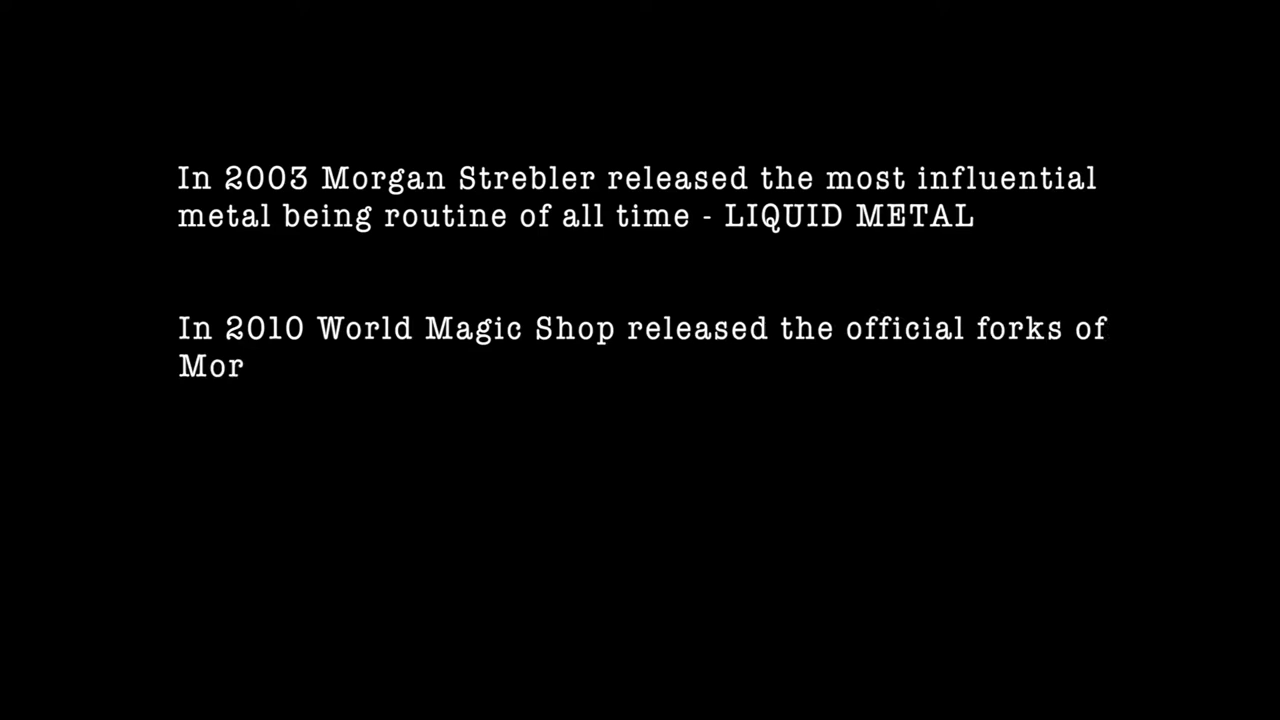 In 2003 Morgan Strebler released the most influential
metal being routine of all time - LIQUID METAL
In 2010 World Magic Shop released the official forks of
Mor